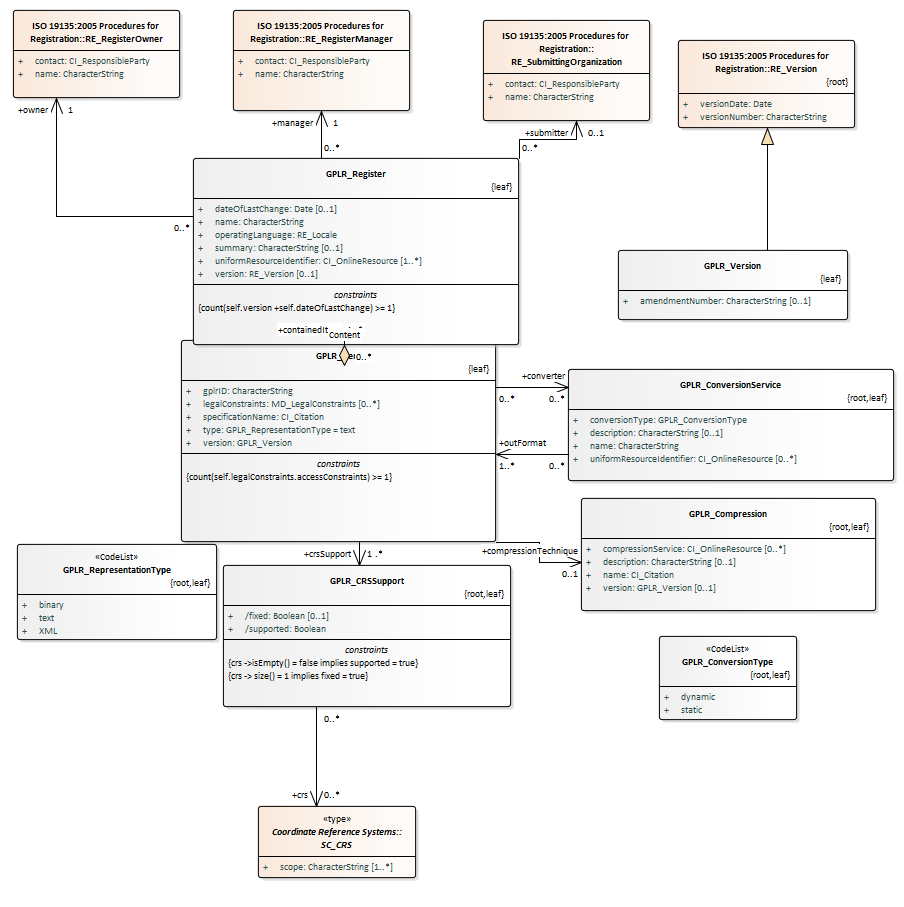 ISO 19135:2005 Procedures for
Registration::RE_RegisterOwner
+ contact: CI_ResponsibleParty
+ name: CharacterString
ISO 19135:2005 Procedures for
Registration::RE_RegisterManager
+ contact: CI_ResponsibleParty
+ name: CharacterString
ISO 19135:2005 Procedures for
Registration::
RE_SubmittingOrganization
+ contact: CI_ResponsibleParty
+ name: CharacterString
ISO 19135:2005 Procedures for
Registration::RE_Version
{root}
+ versionDate: Date
+ versionNumber: CharacterString
+owner 1
+manager 1
+submitter 0..1
0..*
0..*
0..*
GPLR_Register
{leaf}
+ dateOfLastChange: Date [0..1]
+ name: CharacterString
+ operatingLanguage: RE_Locale
+ summary: CharacterString [0..1]
+ uniformResourceIdentifier: CI_OnlineResource [1..*]
+ version: RE_Version [0..1]
constraints
{count(self.version +self.dateOfLastChange) >= 1}
GPLR_Version
{leaf}
+ amendmentNumber: CharacterString [0..1]
+containedIt
Content
0..*
{leaf}
+ gplrID: CharacterString
+ legalConstraints: MD_LegalConstraints [0..*]
+ specificationName: CI_Citation
+ type: GPLR_RepresentationType = text
+ version: GPLR_Version
constraints
{count(self.legalConstraints.accessConstraints) >= 1}
+converter
0..* 0..*
+outFormat
1..* 0..*
GPLR_ConversionService
{root,leaf}
+ conversionType: GPLR_ConversionType
+ description: CharacterString [0..1]
+ name: CharacterString
+ uniformResourceIdentifier: CI_OnlineResource [0..*]
+compressionTechnique
0..1
GPLR_Compression
{root,leaf}
+ compressionService: CI_OnlineResource [0..*]
+ description: CharacterString [0..1]
+ name: CI_Citation
+ version: GPLR_Version [0..1]
+crsSupport 1 .*
«CodeList»
GPLR_RepresentationType
{root,leaf}
+ binary
+ text
+ XML
GPLR_CRSSupport
{root,leaf}
+ /fixed: Boolean [0..1]
+ /supported: Boolean
constraints
{crs ->isEmpty() = false implies supported = true}
{crs -> size() = 1 implies fixed = true}
«CodeList»
GPLR_ConversionType
{root,leaf}
+ dynamic
+ static
0..*
+crs 0..*
«type»
Coordinate Reference Systems::
SC_CRS
+ scope: CharacterString [1..*]